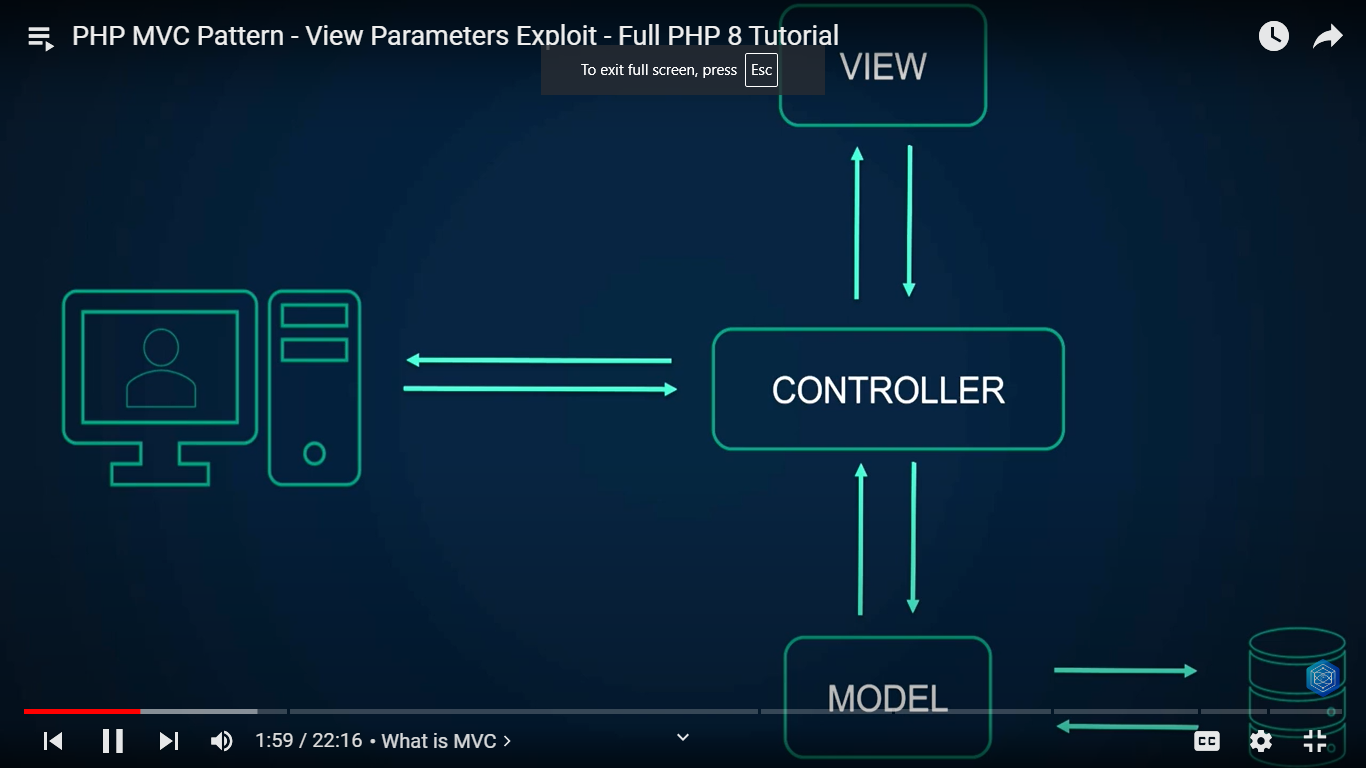 PHP MVC Pattern - View Parameters Exploit - Full PHP 8 Tutorial
To exit full screen, press Esc
VIEW
CONTROLLER
MODEL
1:59 / 22:16 • What is MVC >
CC